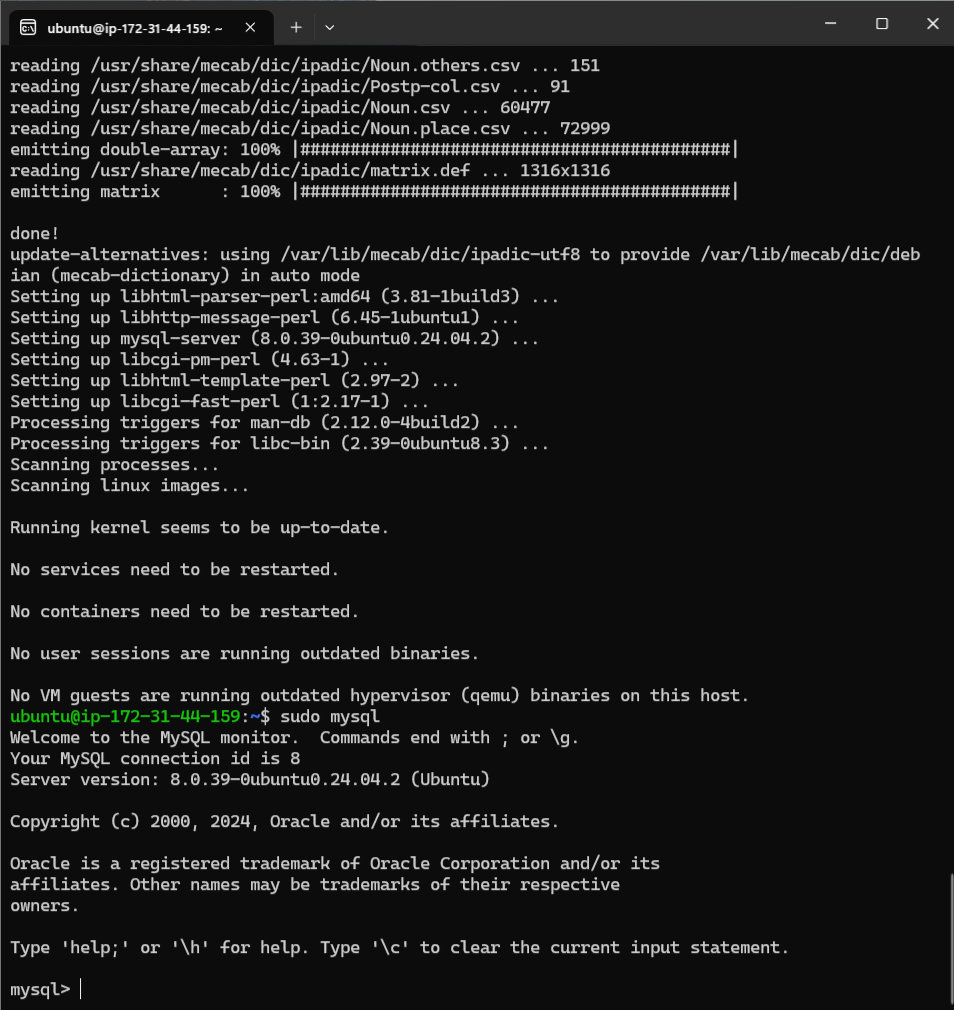 ubuntu@ip-172-31-44-159: ~
reading /usr/share/mecab/dic/ipadic/Noun.others.csv ... 151
reading /usr/share/mecab/dic/ipadic/Postp-col.csv ... 91
reading /usr/share/mecab/dic/ipadic/Noun.csv ... 60477
reading /usr/share/mecab/dic/ipadic/Noun.place.csv ... 72999
emitting double-array: 100% |###########################################|
reading /usr/share/mecab/dic/ipadic/matrix.def ... 1316x1316
emitting matrix      : 100% |###########################################|
done!
update-alternatives: using /var/lib/mecab/dic/ipadic-utf8 to provide /var/lib/mecab/dic/deb
ian (mecab-dictionary) in auto mode
Setting up libhtml-parser-perl:amd64 (3.81-1build3) ...
Setting up libhttp-message-perl (6.45-1ubuntu1) ...
Setting up mysql-server (8.0.39-0ubuntu0.24.04.2) ...
Setting up libcgi-pm-perl (4.63-1) ...
Setting up libhtml-template-perl (2.97-2) ...
Setting up libcgi-fast-perl (1:2.17-1) ...
Processing triggers for man-db (2.12.0-4build2) ...
Processing triggers for libc-bin (2.39-0ubuntu8.3) ...
Scanning processes...
Scanning linux images...
Running kernel seems to be up-to-date.
No services need to be restarted.
No containers need to be restarted.
No user sessions are running outdated binaries.
No VM guests are running outdated hypervisor (qemu) binaries on this host.
ubuntu@ip-172-31-44-159:~$ sudo mysql
Welcome to the MySQL monitor.  Commands end with ; or \g.
Your MySQL connection id is 8
Server version: 8.0.39-0ubuntu0.24.04.2 (Ubuntu)
Copyright (c) 2000, 2024, Oracle and/or its affiliates.
Oracle is a registered trademark of Oracle Corporation and/or its
affiliates. Other names may be trademarks of their respective
owners.
Type 'help;' or '\h' for help. Type '\c' to clear the current input statement.
mysql>